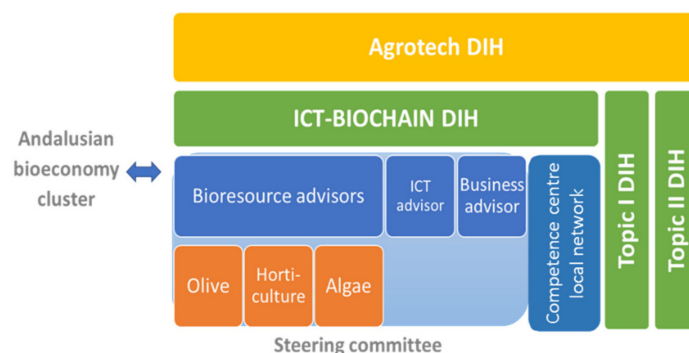 Agrotech DIH
ICT-BIOCHAIN DIH
Topic I DIH
Topic II DIH
Andalusian
bioeconomy
cluster
Bioresource advisors
ICT
advisor
Business
advisor
Competence centre
local network
Olive
Horti-
culture
Algae
Steering committee